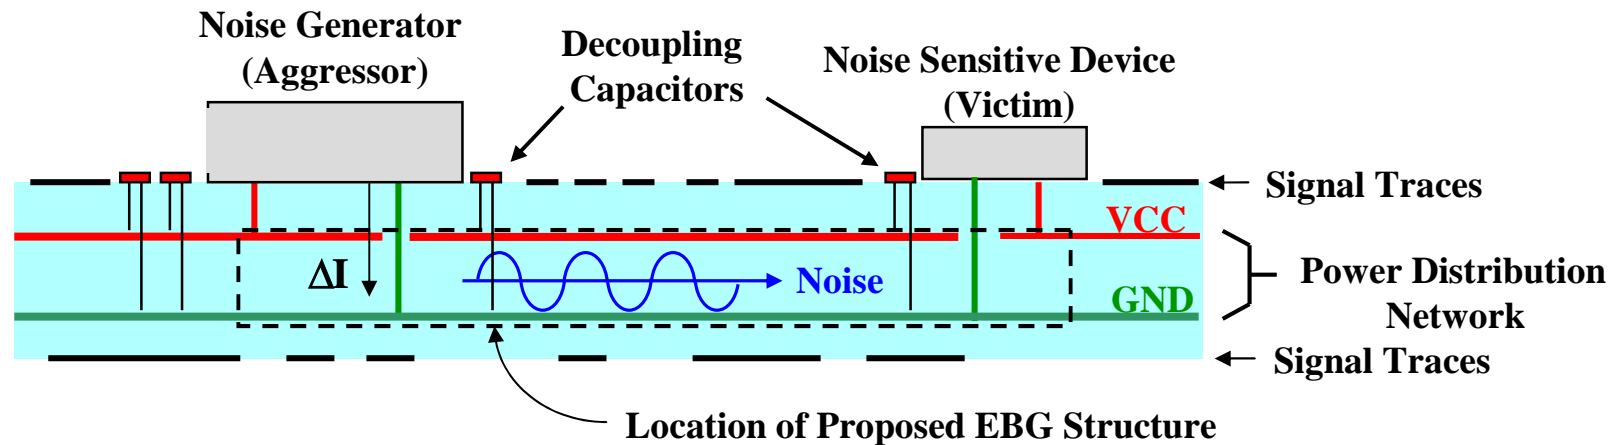 Noise Generator
(Aggressor)
Decoupling
Capacitors
Noise Sensitive Device
(Victim)
Signal Traces
VCC
ΔI
Noise
Power Distribution
Network
GND
Signal Traces
Location of Proposed EBG Structure